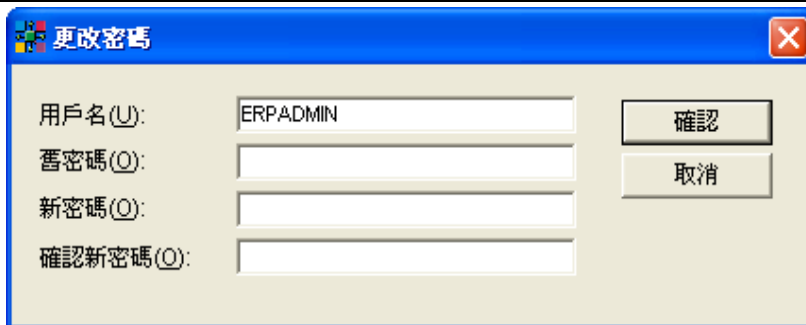 更改密碼
用戶名(U): ERPADMIN
確認
舊密碼(O):
取消
新密碼(O):
確認新密碼(O):